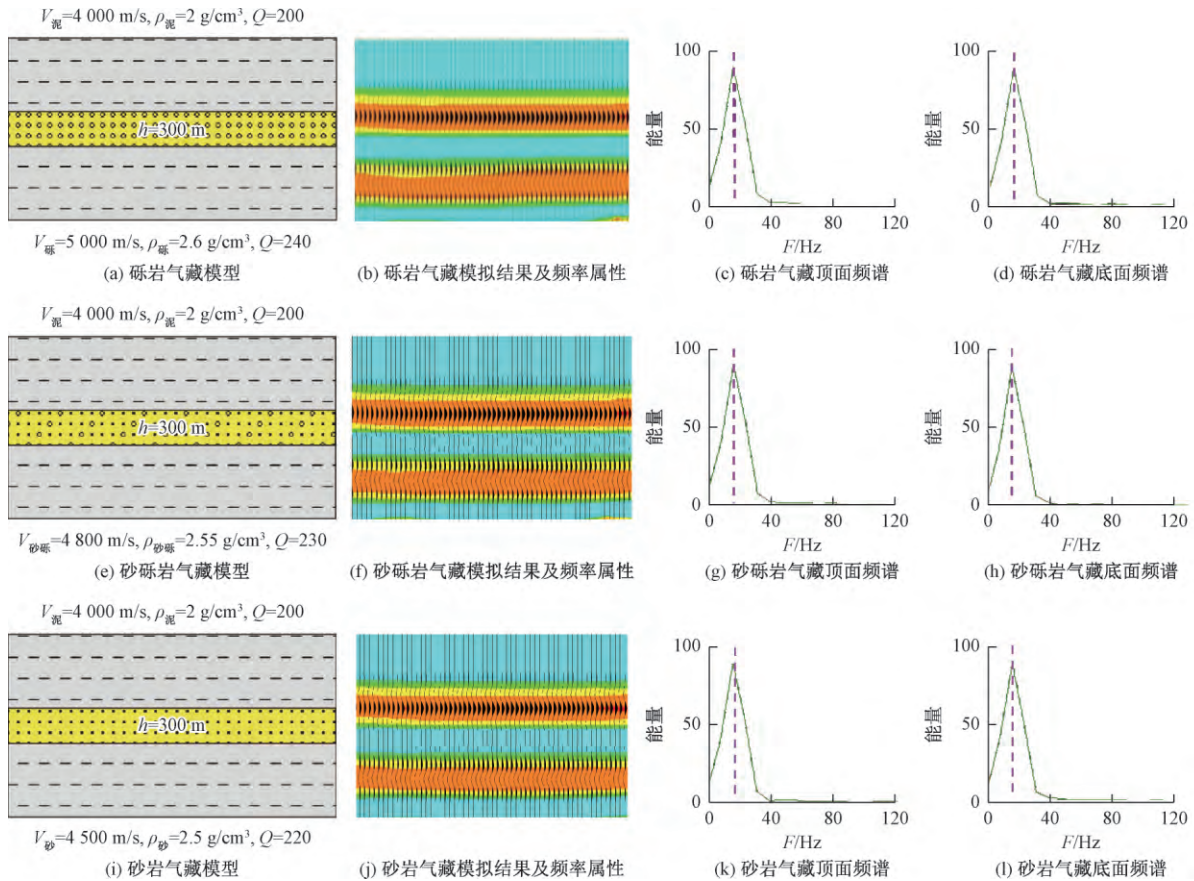 V泥=4 000 m/s, ρ泥=2 g/cm³, Q=200
h=300 m
V砾=5 000 m/s, ρ砾=2.6 g/cm³, Q=240
(a) 砾岩气藏模型
(b) 砾岩气藏模拟结果及频率属性
100
50
0
能量
0 40 80 120
F/Hz
(c) 砾岩气藏顶面频谱
100
50
0
能量
0 40 80 120
F/Hz
(d) 砾岩气藏底面频谱
V泥=4 000 m/s, ρ泥=2 g/cm³, Q=200
h=300 m
V砂砾=4 800 m/s, ρ砂砾=2.55 g/cm³, Q=230
(e) 砂砾岩气藏模型
(f) 砂砾岩气藏模拟结果及频率属性
100
50
0
能量
0 40 80 120
F/Hz
(g) 砂砾岩气藏顶面频谱
100
50
0
能量
0 40 80 120
F/Hz
(h) 砂砾岩气藏底面频谱
V泥=4 000 m/s, ρ泥=2 g/cm³, Q=200
h=300 m
V砂=4 500 m/s, ρ砂=2.5 g/cm³, Q=220
(i) 砂岩气藏模型
(j) 砂岩气藏模拟结果及频率属性
100
50
0
能量
0 40 80 120
F/Hz
(k) 砂岩气藏顶面频谱
100
50
0
能量
0 40 80 120
F/Hz
(l) 砂岩气藏底面频谱